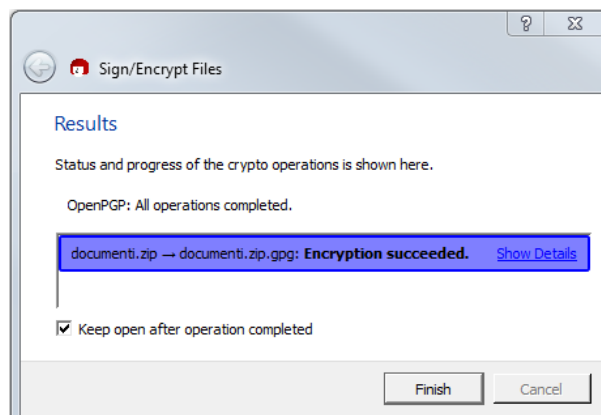 Sign/Encrypt Files
Results
Status and progress of the crypto operations is shown here.
OpenPGP: All operations completed.
documenti.zip → documenti.zip.gpg: Encryption succeeded. Show Details
Keep open after operation completed
Finish Cancel